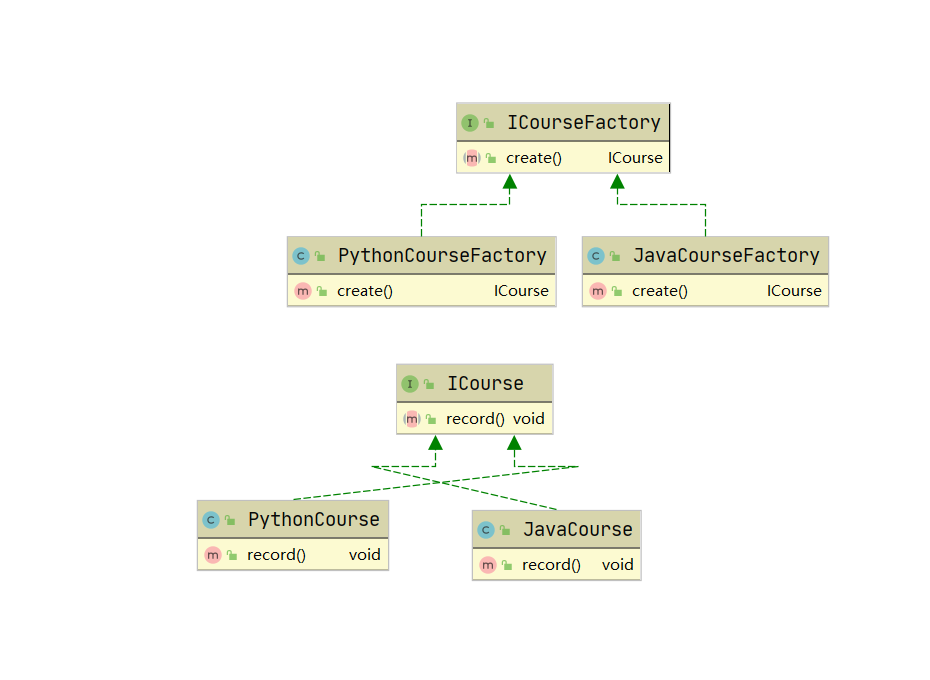 I ICourseFactory
m create() ICourse
C PythonCourseFactory
m create() ICourse
C JavaCourseFactory
m create() ICourse
I ICourse
m record() void
C PythonCourse
m record() void
C JavaCourse
m record() void